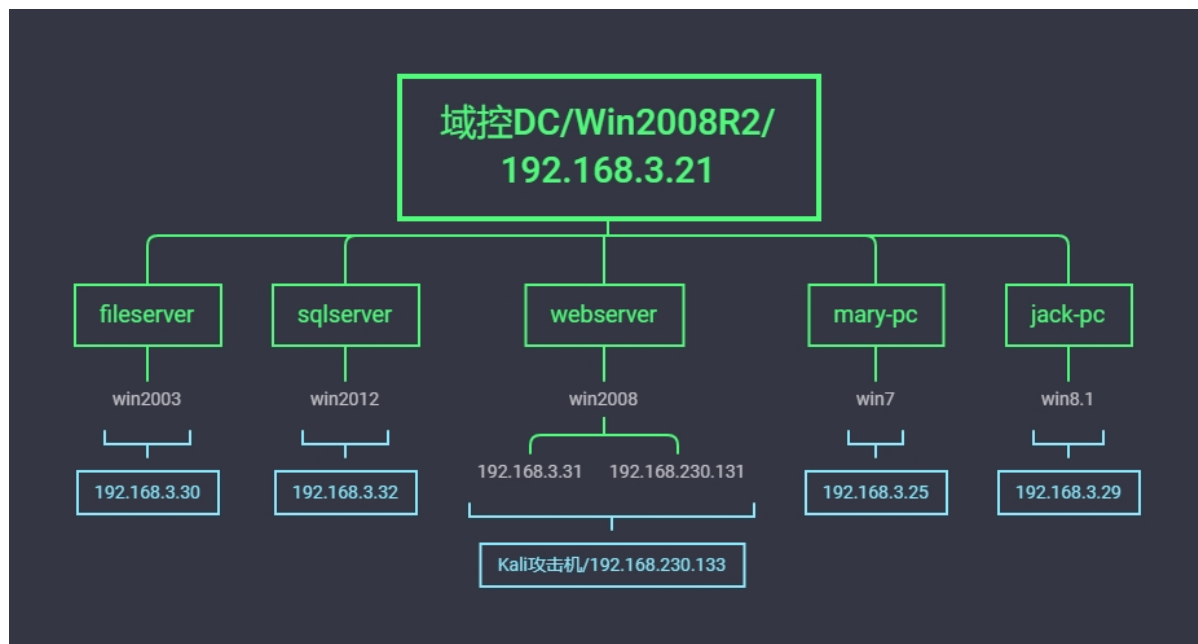 域控DC/Win2008R2/
192.168.3.21
fileserver
sqlserver
webserver
mary-pc
jack-pc
win2003
win2012
win2008
win7
win8.1
192.168.3.31
192.168.230.131
192.168.3.30
192.168.3.32
192.168.3.25
192.168.3.29
Kali攻击机/192.168.230.133